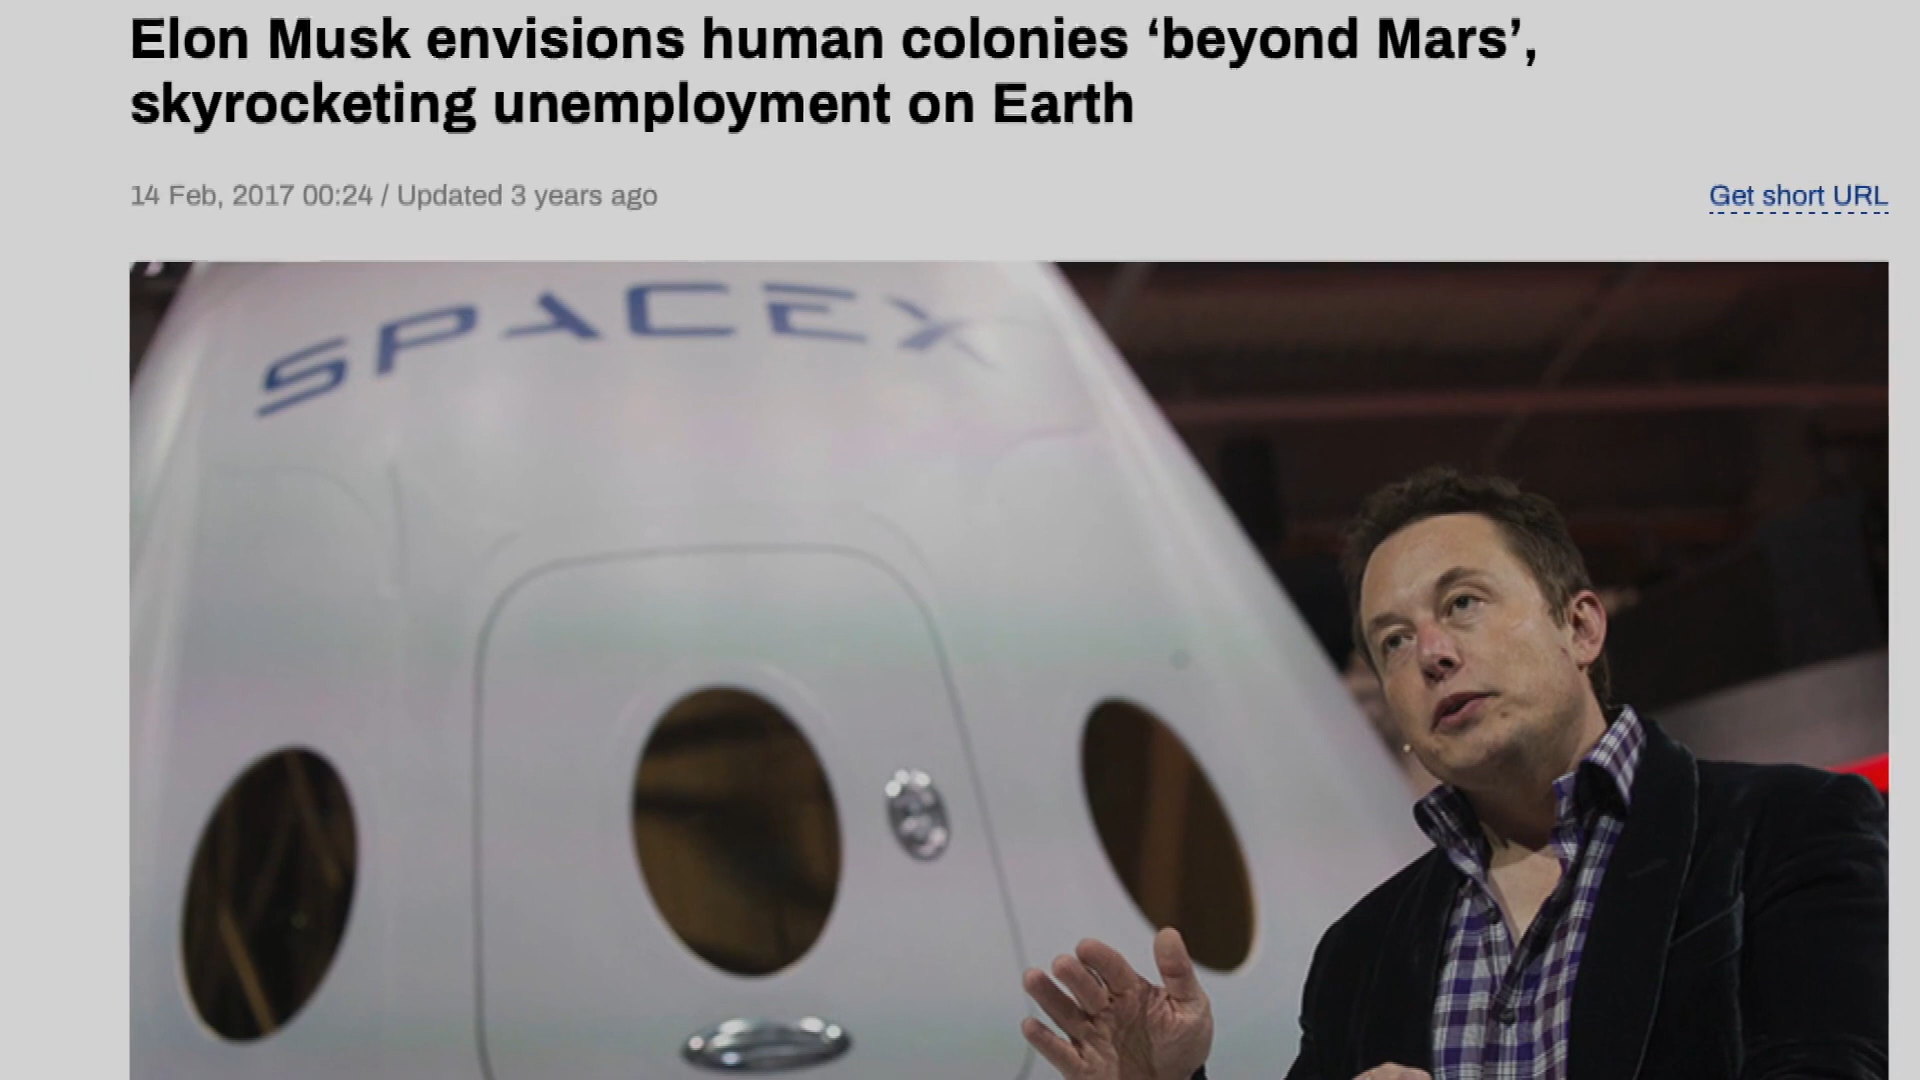 Elon Musk envisions human colonies ‘beyond Mars’,
skyrocketing unemployment on Earth
14 Feb, 2017 00:24 / Updated 3 years ago
Get short URL
SPACEX